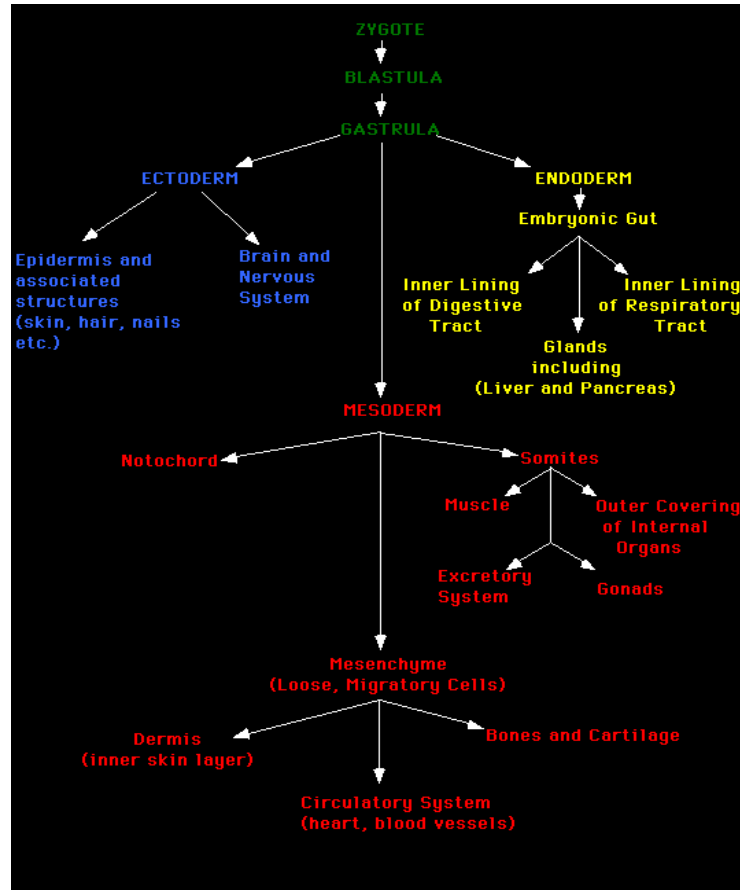 ZYGOTE
BLASTULA
GASTRULA
ECTODERM
ENDODERM
Embryonic Gut
Epidermis and
associated
structures
(skin, hair, nails
etc.)
Brain and
Nervous
System
Inner Lining
of Digestive
Tract
Inner Lining
of Respiratory
Tract
Glands
including
(Liver and Pancreas)
MESODERM
Notochord
Somites
Muscle
Outer Covering
of Internal
Organs
Excretory
System
Gonads
Mesenchyme
(Loose, Migratory Cells)
Dermis
(inner skin layer)
Bones and Cartilage
Circulatory System
(heart, blood vessels)